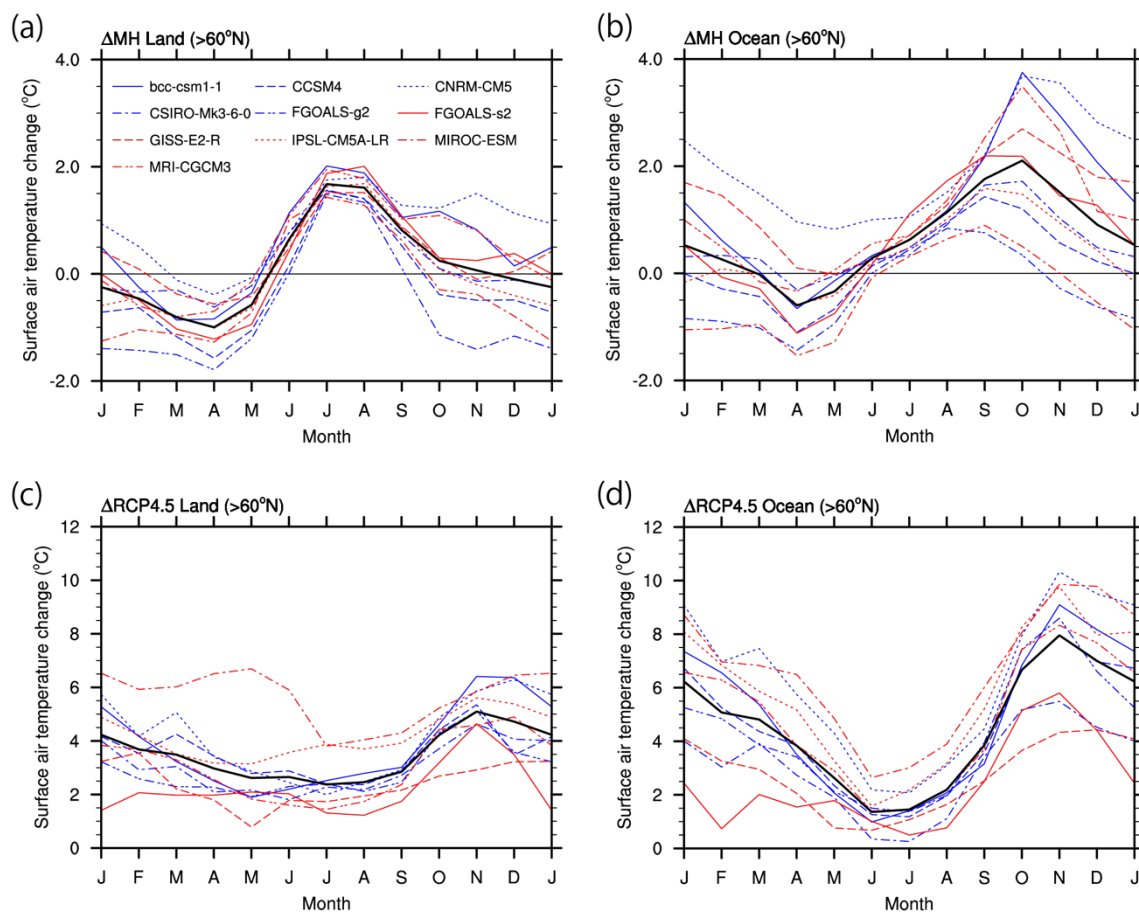 (a)
ΔMH Land (>60°N)
4.0
2.0
0.0
-2.0
Surface air temperature change (°C)
bcc-csm1-1
CCSM4
CNRM-CM5
CSIRO-Mk3-6-0
FGOALS-g2
FGOALS-s2
GISS-E2-R
IPSL-CM5A-LR
MIROC-ESM
MRI-CGCM3
J F M A M J J A S O N D J
Month
(b)
ΔMH Ocean (>60°N)
4.0
2.0
0.0
-2.0
Surface air temperature change (°C)
J F M A M J J A S O N D J
Month
(c)
ΔRCP4.5 Land (>60°N)
12
10
8
6
4
2
0
Surface air temperature change (°C)
J F M A M J J A S O N D J
Month
(d)
ΔRCP4.5 Ocean (>60°N)
12
10
8
6
4
2
0
Surface air temperature change (°C)
J F M A M J J A S O N D J
Month